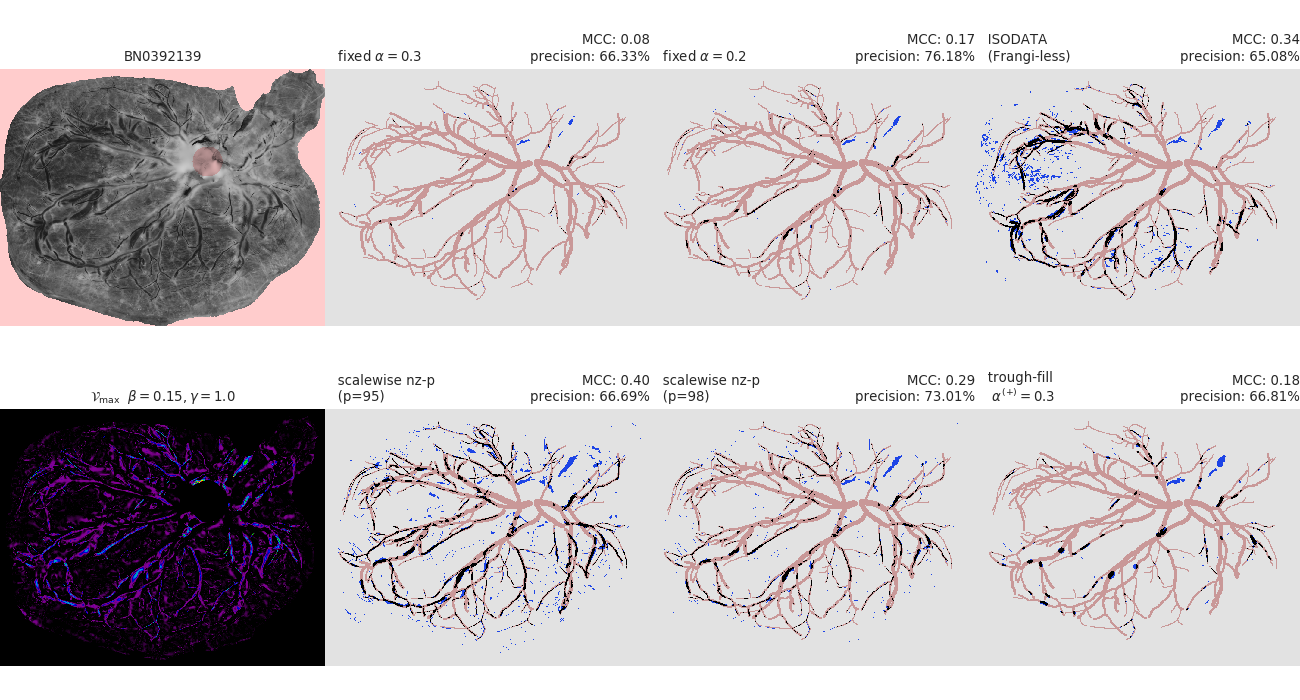 BN0392139
fixed α = 0.3
MCC: 0.08
precision: 66.33%
fixed α = 0.2
MCC: 0.17
precision: 76.18%
ISODATA
(Frangi-less)
MCC: 0.34
precision: 65.08%
𝒱max β = 0.15, γ = 1.0
scalewise nz-p
(p=95)
MCC: 0.40
precision: 66.69%
scalewise nz-p
(p=98)
MCC: 0.29
precision: 73.01%
trough-fill
α(+) = 0.3
MCC: 0.18
precision: 66.81%